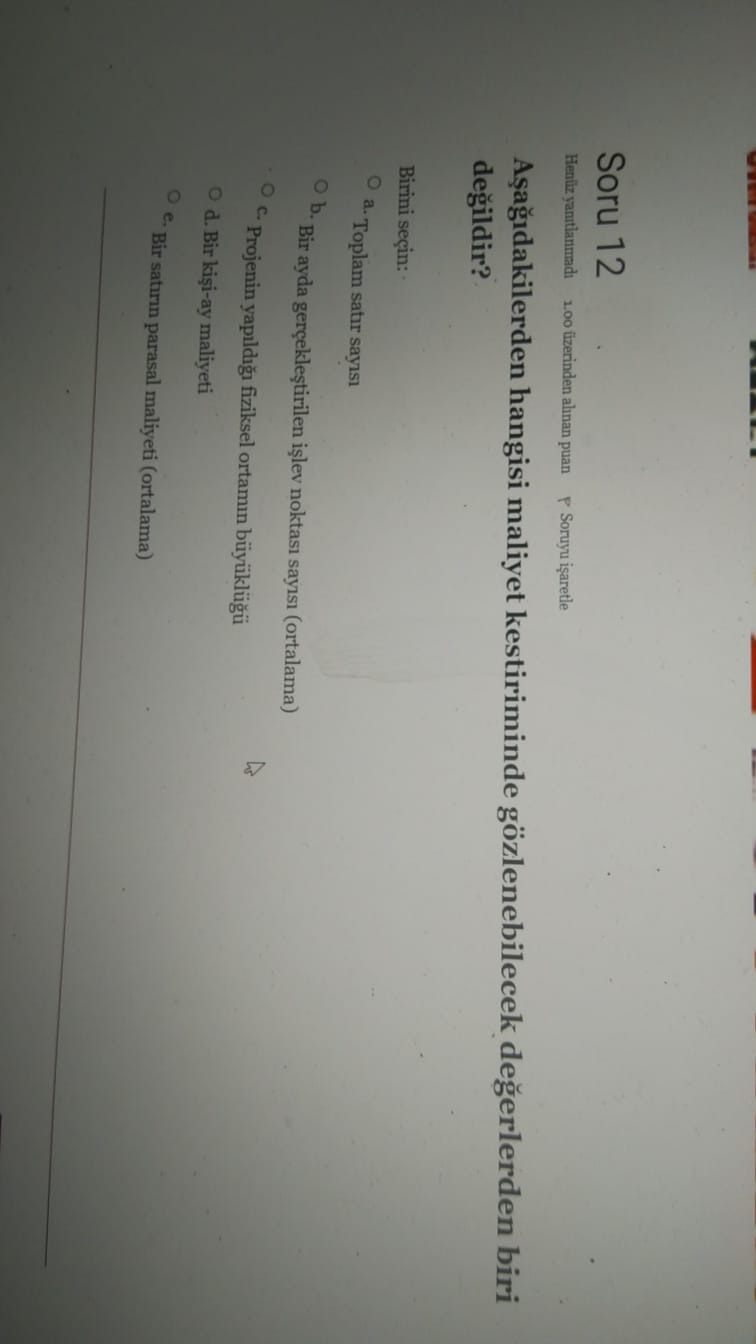 Soru 12
Henüz yanıtlanmadı 1.00 üzerinden alınan puan Soruyu işaretle
Aşağıdakilerden hangisi maliyet kestiriminde gözlenebilecek değerlerden biri
değildir?
Birini seçin:
a. Toplam satır sayısı
b. Bir ayda gerçekleştirilen işlev noktası sayısı (ortalama)
c. Projenin yapıldığı fiziksel ortamın büyüklüğü
d. Bir kişi-ay maliyeti
e. Bir satırın parasal maliyeti (ortalama)